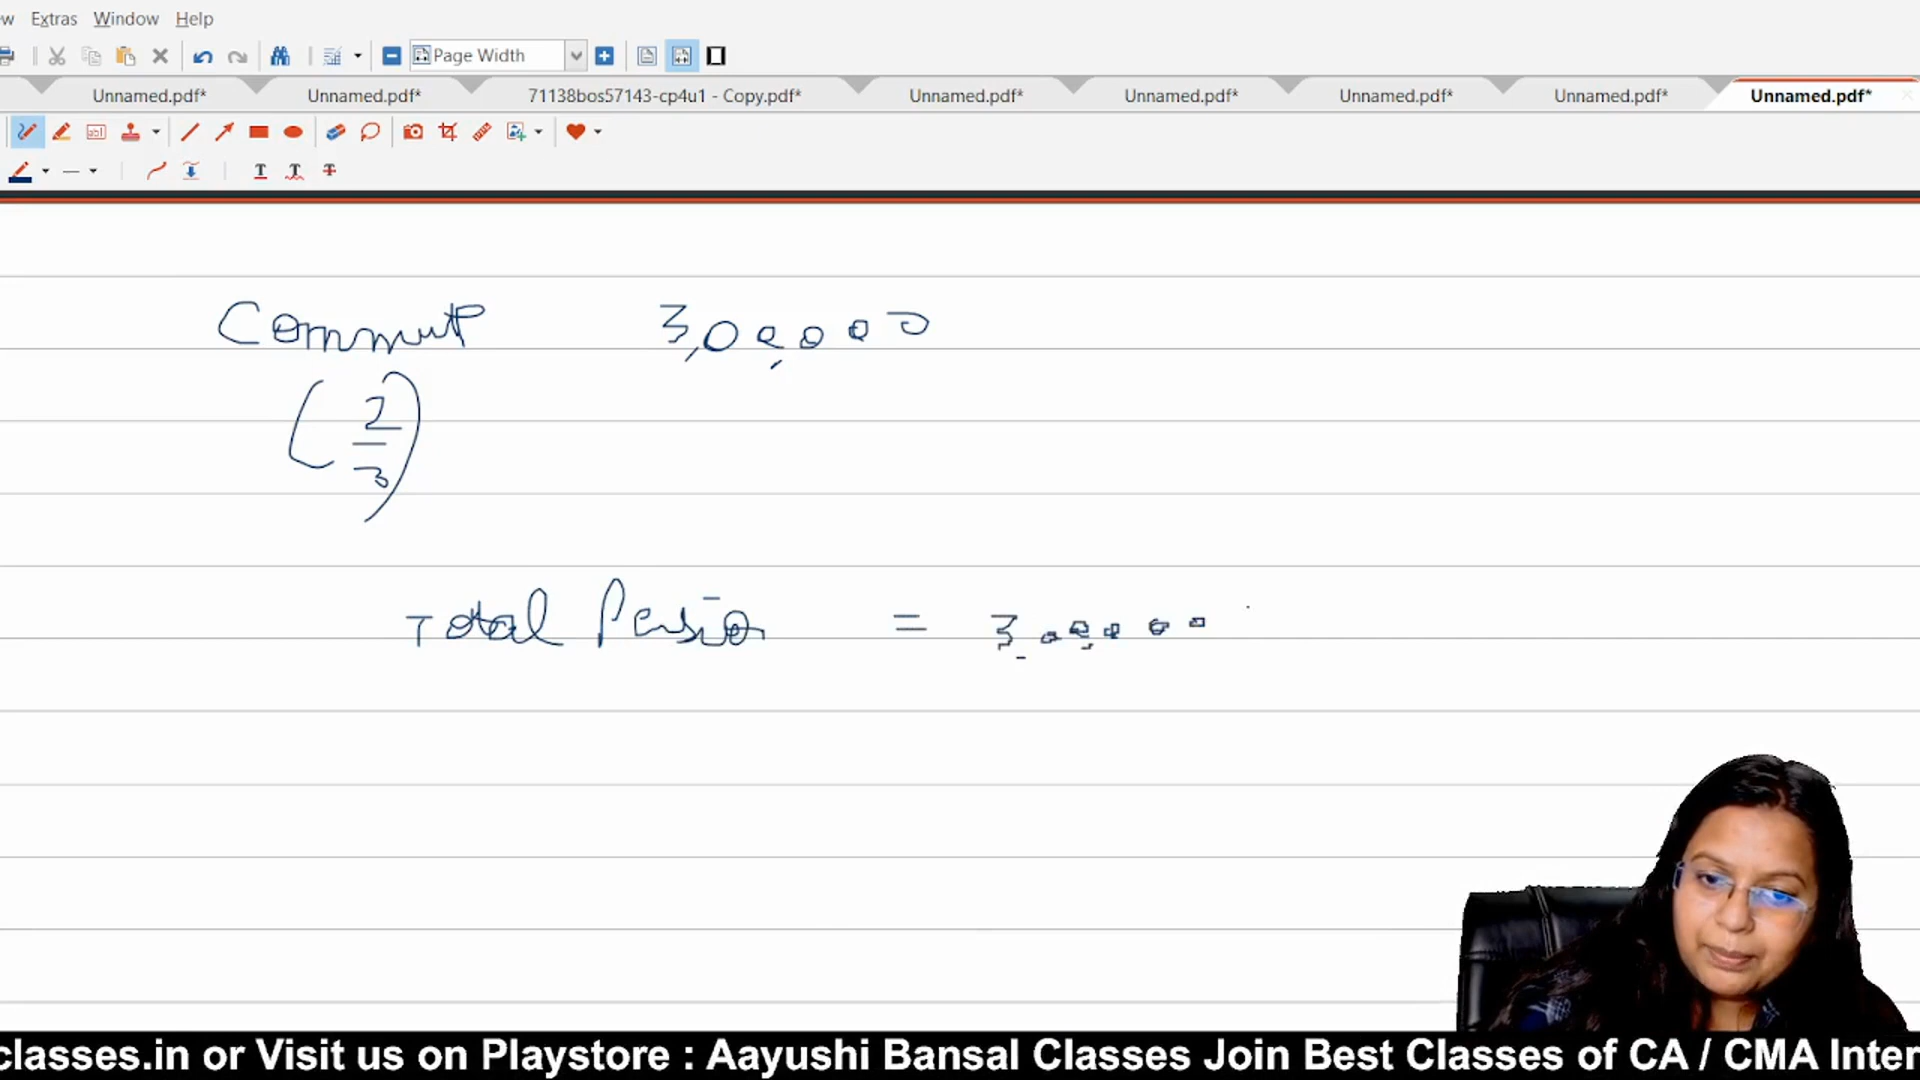 w Extras Window Help
Page Width
Unnamed.pdf* Unnamed.pdf* 71138bos57143-cp4u1 - Copy.pdf* Unnamed.pdf* Unnamed.pdf* Unnamed.pdf* Unnamed.pdf* Unnamed.pdf*
Commut 3,00,000
(2/3)
Total Pension = 3,00,000
classes.in or Visit us on Playstore : Aayushi Bansal Classes Join Best Classes of CA / CMA Inter